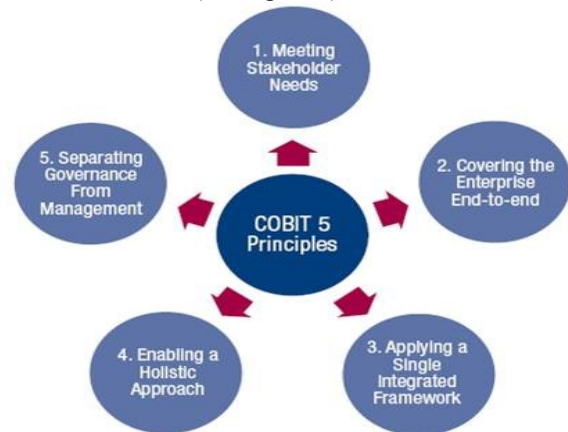 1. Meeting
Stakeholder
Needs
5. Separating
Governance
From
Management
2. Covering the
Enterprise
End-to-end
COBIT 5
Principles
4. Enabling a
Holistic
Approach
3. Applying a
Single
Integrated
Framework